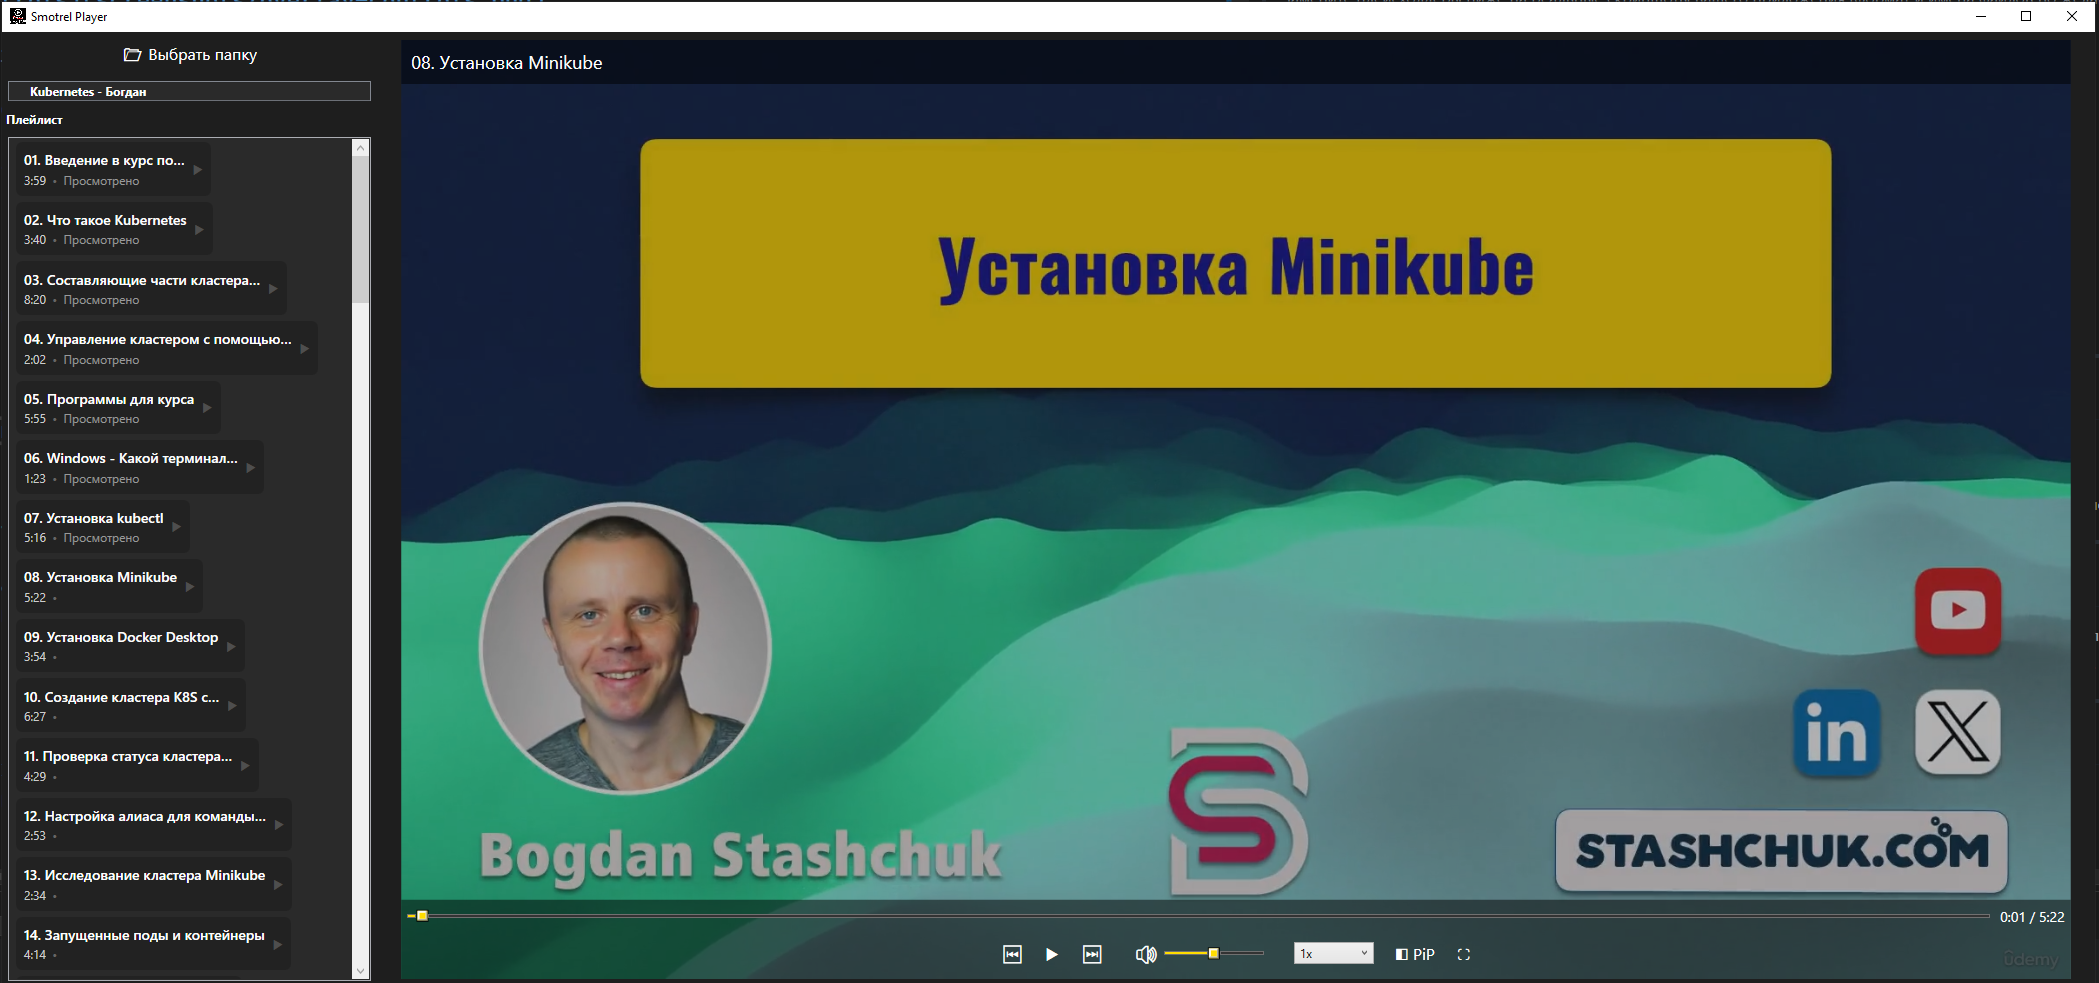 Smotrel Player
Выбрать папку
Kubernetes - Богдан
Плейлист
01. Введение в курс по...
3:59 • Просмотрено
02. Что такое Kubernetes
3:40 • Просмотрено
03. Составляющие части кластера...
8:20 • Просмотрено
04. Управление кластером с помощью...
2:02 • Просмотрено
05. Программы для курса
5:55 • Просмотрено
06. Windows - Какой терминал...
1:23 • Просмотрено
07. Установка kubectl
5:16 • Просмотрено
08. Установка Minikube
5:22 •
09. Установка Docker Desktop
3:54 •
10. Создание кластера K8S с...
6:27 •
11. Проверка статуса кластера...
4:29 •
12. Настройка алиаса для команды...
2:53 •
13. Исследование кластера Minikube
2:34 •
14. Запущенные поды и контейнеры
4:14 •
08. Установка Minikube
Установка Minikube
in
X
Bogdan Stashchuk
STASHCHUK.COM
0:01 / 5:22
1x
PiP
ûdemy